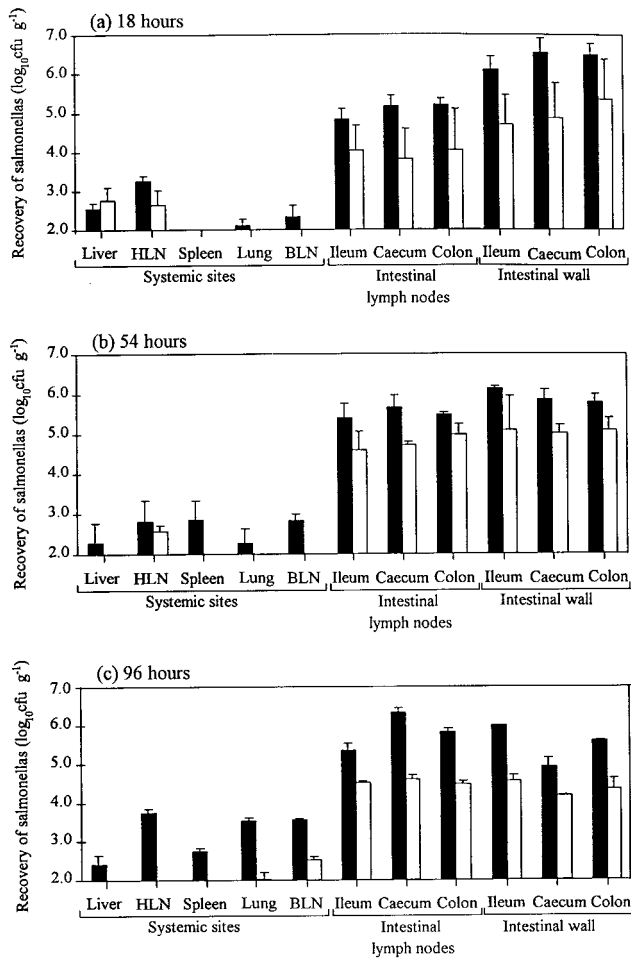 (a) 18 hours
Recovery of salmonellas (log₁₀cfu g⁻¹)
7.0
6.0
5.0
4.0
3.0
2.0
Liver HLN Spleen Lung BLN Ileum Caecum Colon Ileum Caecum Colon
Systemic sites Intestinal lymph nodes Intestinal wall
(b) 54 hours
Recovery of salmonellas (log₁₀cfu g⁻¹)
7.0
6.0
5.0
4.0
3.0
2.0
Liver HLN Spleen Lung BLN Ileum Caecum Colon Ileum Caecum Colon
Systemic sites Intestinal lymph nodes Intestinal wall
(c) 96 hours
Recovery of salmonellas (log₁₀cfu g⁻¹)
7.0
6.0
5.0
4.0
3.0
2.0
Liver HLN Spleen Lung BLN Ileum Caecum Colon Ileum Caecum Colon
Systemic sites Intestinal lymph nodes Intestinal wall